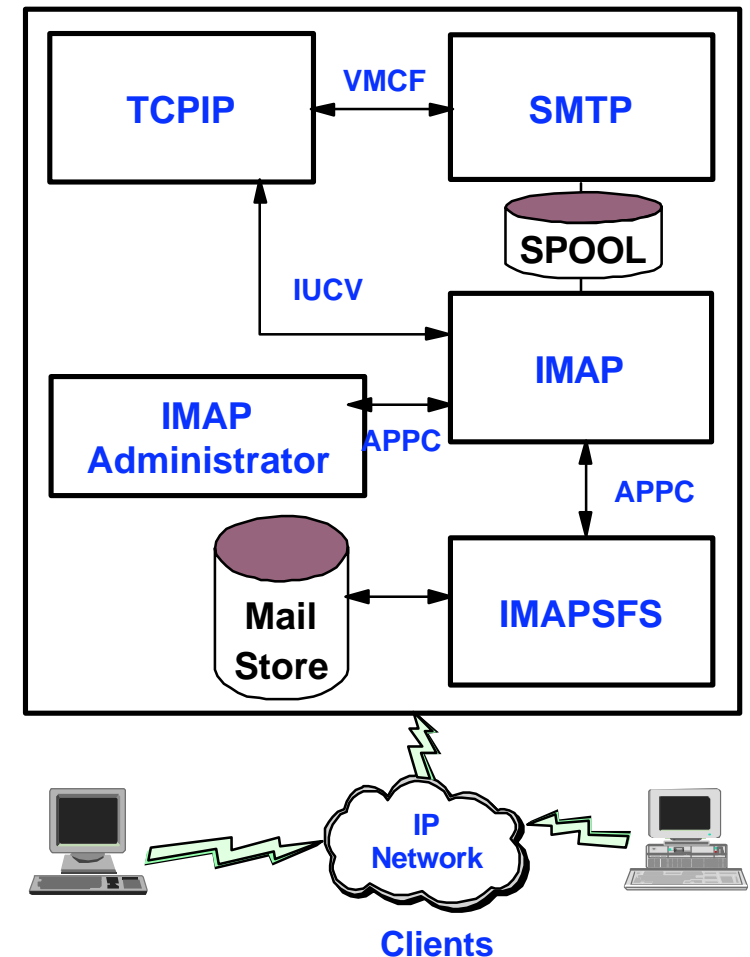 VMCF
TCPIP
SMTP
SPOOL
IUCV
IMAP
IMAP
Administrator
APPC
APPC
Mail
Store
IMAPSFS
IP
Network
Clients